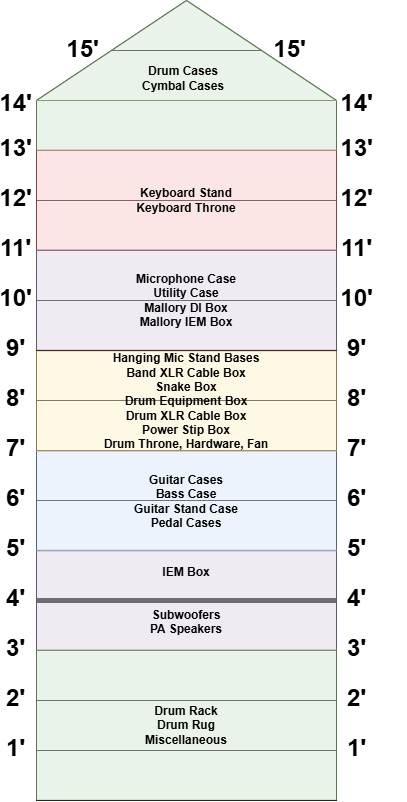 15' 15'
Drum Cases
Cymbal Cases
14' 14'
13' 13'
Keyboard Stand
12' 12'
Keyboard Throne
11' 11'
Microphone Case
Utility Case
10' 10'
Mallory DI Box
Mallory IEM Box
9' 9'
Hanging Mic Stand Bases
Band XLR Cable Box
Snake Box
8' 8'
Drum Equipment Box
Drum XLR Cable Box
Power Stip Box
Drum Throne, Hardware, Fan
7' 7'
Guitar Cases
Bass Case
6' 6'
Guitar Stand Case
Pedal Cases
5' 5'
IEM Box
4' 4'
Subwoofers
PA Speakers
3' 3'
2' 2'
Drum Rack
Drum Rug
Miscellaneous
1' 1'